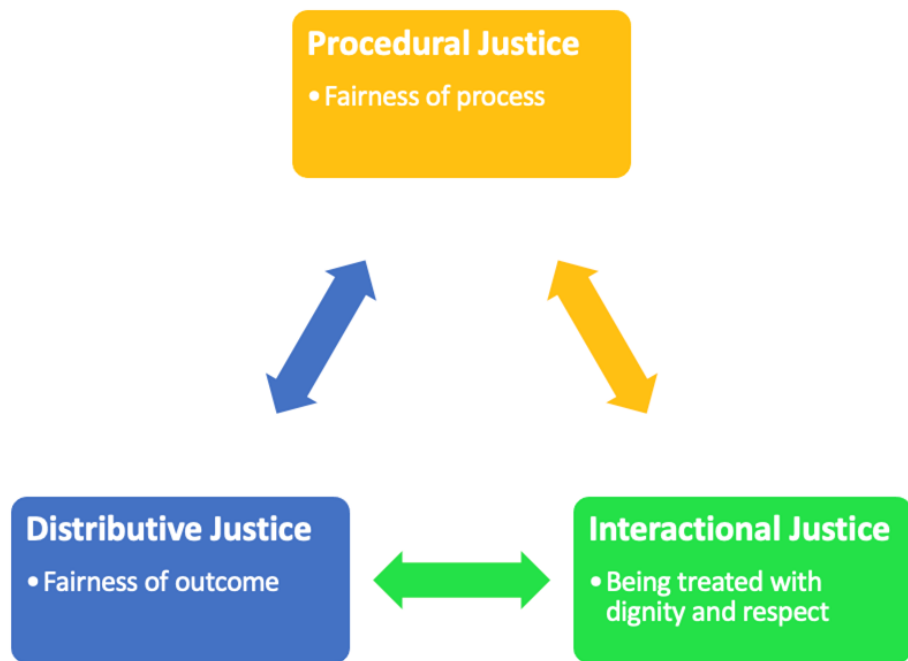 Procedural Justice
•Fairness of process
Distributive Justice
•Fairness of outcome
Interactional Justice
•Being treated with
dignity and respect